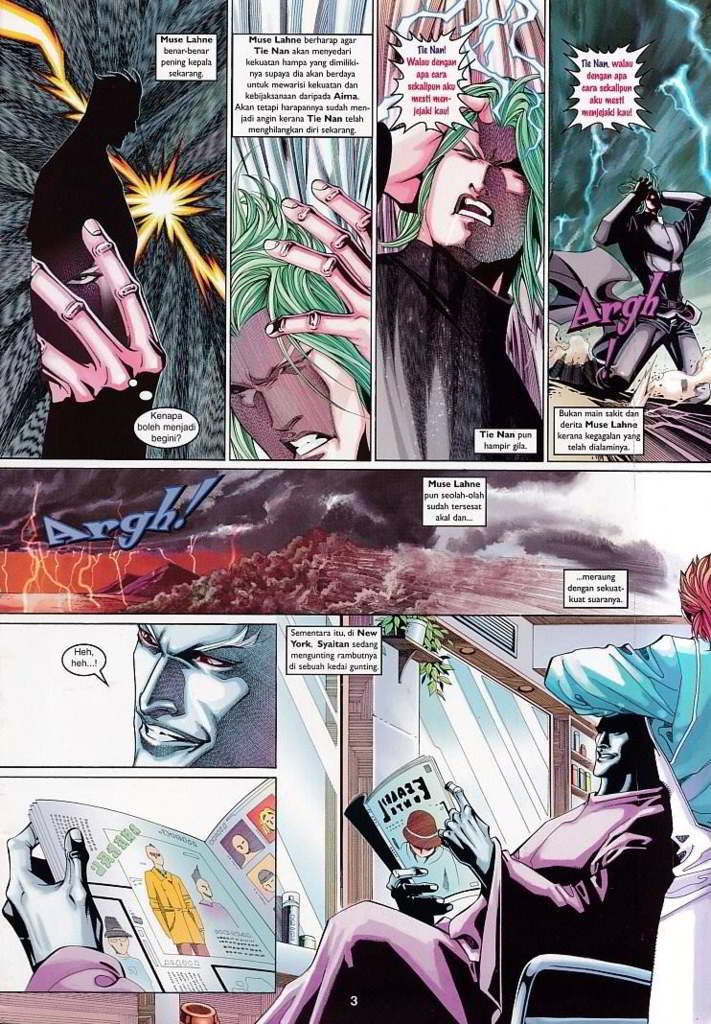 Muse Lahne
benar-benar
pening kepala
sekarang.
Kenapa
boleh menjadi
begini?
Muse Lahne berharap agar
Tie Nan akan menyedari
kekuatan hampa yang dimiliki-
nya supaya dia akan berdaya
untuk mewarisi kekuatan dan
kebijaksanaan daripada Aima.
Akan tetapi harapannya sudah men-
jadi angin kerana Tie Nan telah
menghilangkan diri sekarang.
Tie Nan!
Walau dengan
apa cara
sekalipun
aku mesti
men-
jejaki kau!
Tie Nan pun
hampir gila.
Tie Nan, walau
dengan apa
cara sekalipun
aku mesti
menjejaki kau!
Argh
!
Bukan main sakit dan
derita Muse Lahne
kerana kegagalan yang
telah dialaminya.
Argh!
Muse Lahne
pun seolah-olah
sudah tersesat
akal dan...
...meraung
dengan sekuat-
kuat suaranya.
Heh,
heh...!
Sementara itu, di New
York, Syaitan sedang
mengunting rambutnya
di sebuah kedai gunting.
3